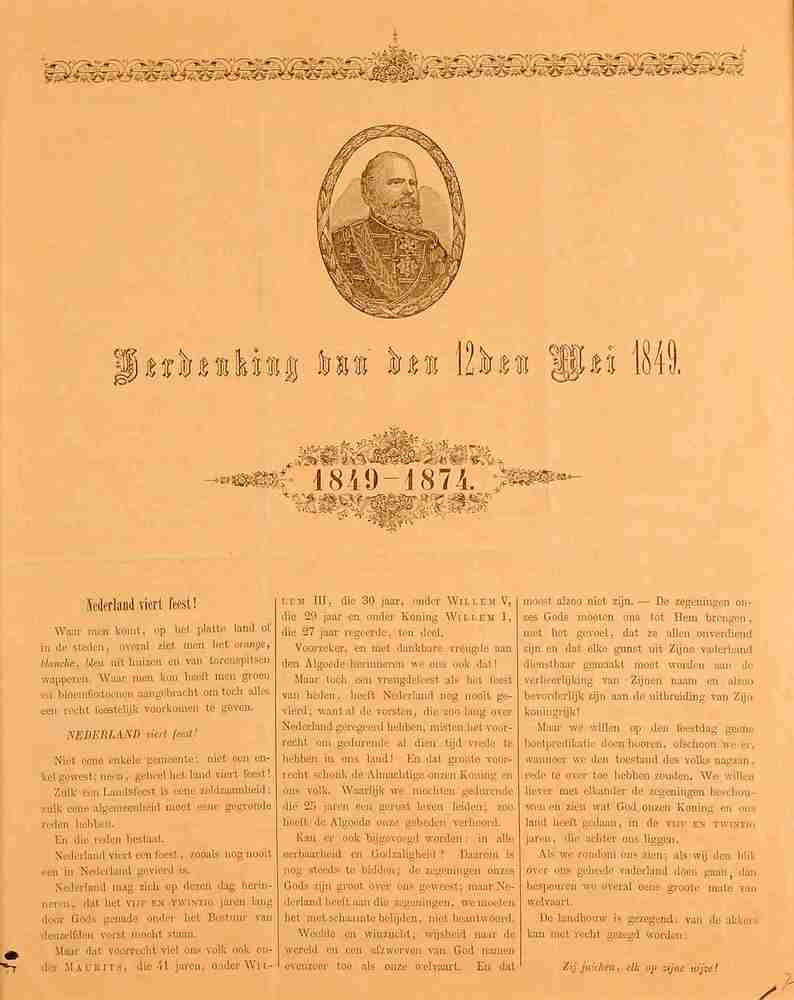 Herdenking van den 12den Mei 1849.
1849–1874.
Nederland viert feest!
Waar men komt, op het platte land of
in de steden, overal ziet men het orange,
blanche, bleu uit huizen en van torenspitsen
wapperen. Waar men kon heeft men groen
en bloemfestoenen aangebracht om toch alles
een recht feestelijk voorkomen te geven.
NEDERLAND viert feest!
Niet eene enkele gemeente; niet een en-
kel gewest; neen, geheel het land viert feest!
Zulk een Landsfeest is eene zeldzaamheid;
zulk eene algemeenheid moet eene gegronde
reden hebben.
En die reden bestaat.
Nederland viert een feest, zooals nog nooit
een in Nederland gevierd is.
Nederland mag zich op dezen dag herin-
neren, dat het VIJF EN TWINTIG jaren lang
door Gods genade onder het Bestuur van
denzelfden vorst mocht staan.
Maar dat voorrecht viel ons volk ook on-
der MAURITS, die 41 jaren, onder WIL-
LEM III, die 30 jaar, onder WILLEM V,
die 29 jaar en onder Koning WILLEM I,
die 27 jaar regeerde, ten deel.
Voorzeker, en met dankbare vreugde aan
den Algoede herinneren we ons ook dat!
Maar toch een vreugdefeest als het feest
van heden, heeft Nederland nog nooit ge-
vierd; want al de vorsten, die zoo lang over
Nederland geregeerd hebben, misten het voor-
recht om gedurende al dien tijd vrede te
hebben in ons land! En dat groote voor-
recht schonk de Almachtige onzen Koning en
ons volk. Waarlijk we mochten gedurende
die 25 jaren een gerust leven leiden; zoo
heeft de Algoede onze gebeden verhoord.
Kan er ook bijgevoegd worden: in alle
eerbaarheid en Godzaligheid? Daarom is
nog steeds te bidden; de zegeningen onzes
Gods zijn groot over ons geweest; maar Ne-
derland heeft aan die zegeningen, we moeten
het met schaamte belijden, niet beantwoord.
Weelde en winzucht, wijsheid naar de
wereld en een afzwerven van God namen
evenzeer toe als onze welvaart. En dat
moest alzoo niet zijn. — De zegeningen on-
zes Gods moeten ons tot Hem brengen,
met het gevoel, dat ze allen onverdiend
zijn en dat elke gunst uit Zijne vaderhand
dienstbaar gemaakt moet worden aan de
verheerlijking van Zijnen naam en alzoo
bevorderlijk zijn aan de uitbreiding van Zijn
koningrijk!
Maar we willen op den feestdag geene
boetpredikatie doen hooren, ofschoon we er,
wanneer we den toestand des volks nagaan,
rede te over toe hebben zouden. We willen
liever met elkander de zegeningen beschou-
wen en zien wat God onzen Koning en ons
land heeft gedaan, in de VIJF EN TWINTIG
jaren, die achter ons liggen.
Als we rondom ons zien; als wij den blik
over ons geheele vaderland doen gaan, dan
bespeuren we overal eene groote mate van
welvaart.
De landbouw is gezegend: van de akkers
kan met recht gezegd worden:
Zij juichen, elk op zijne wijze!